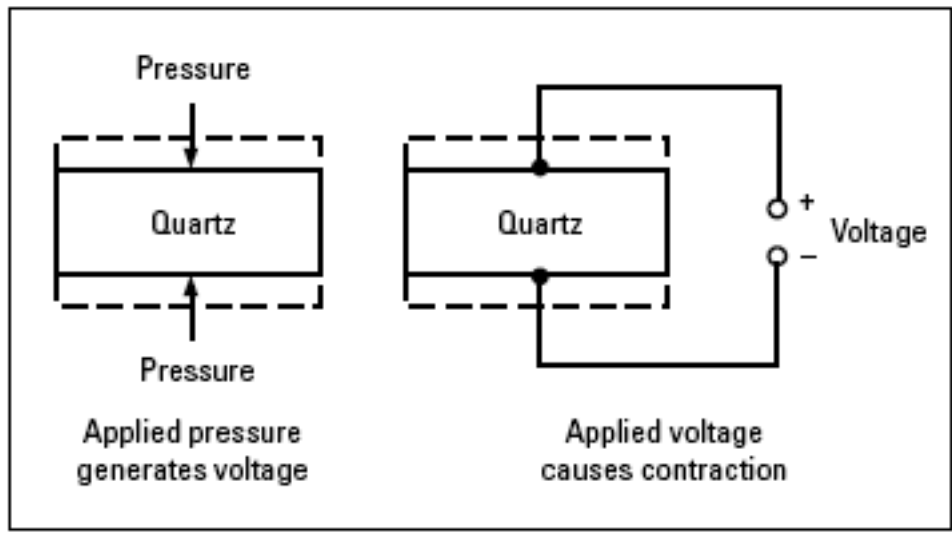 Pressure
Quartz
Pressure
Applied pressure
generates voltage
Quartz
+
Voltage
–
Applied voltage
causes contraction